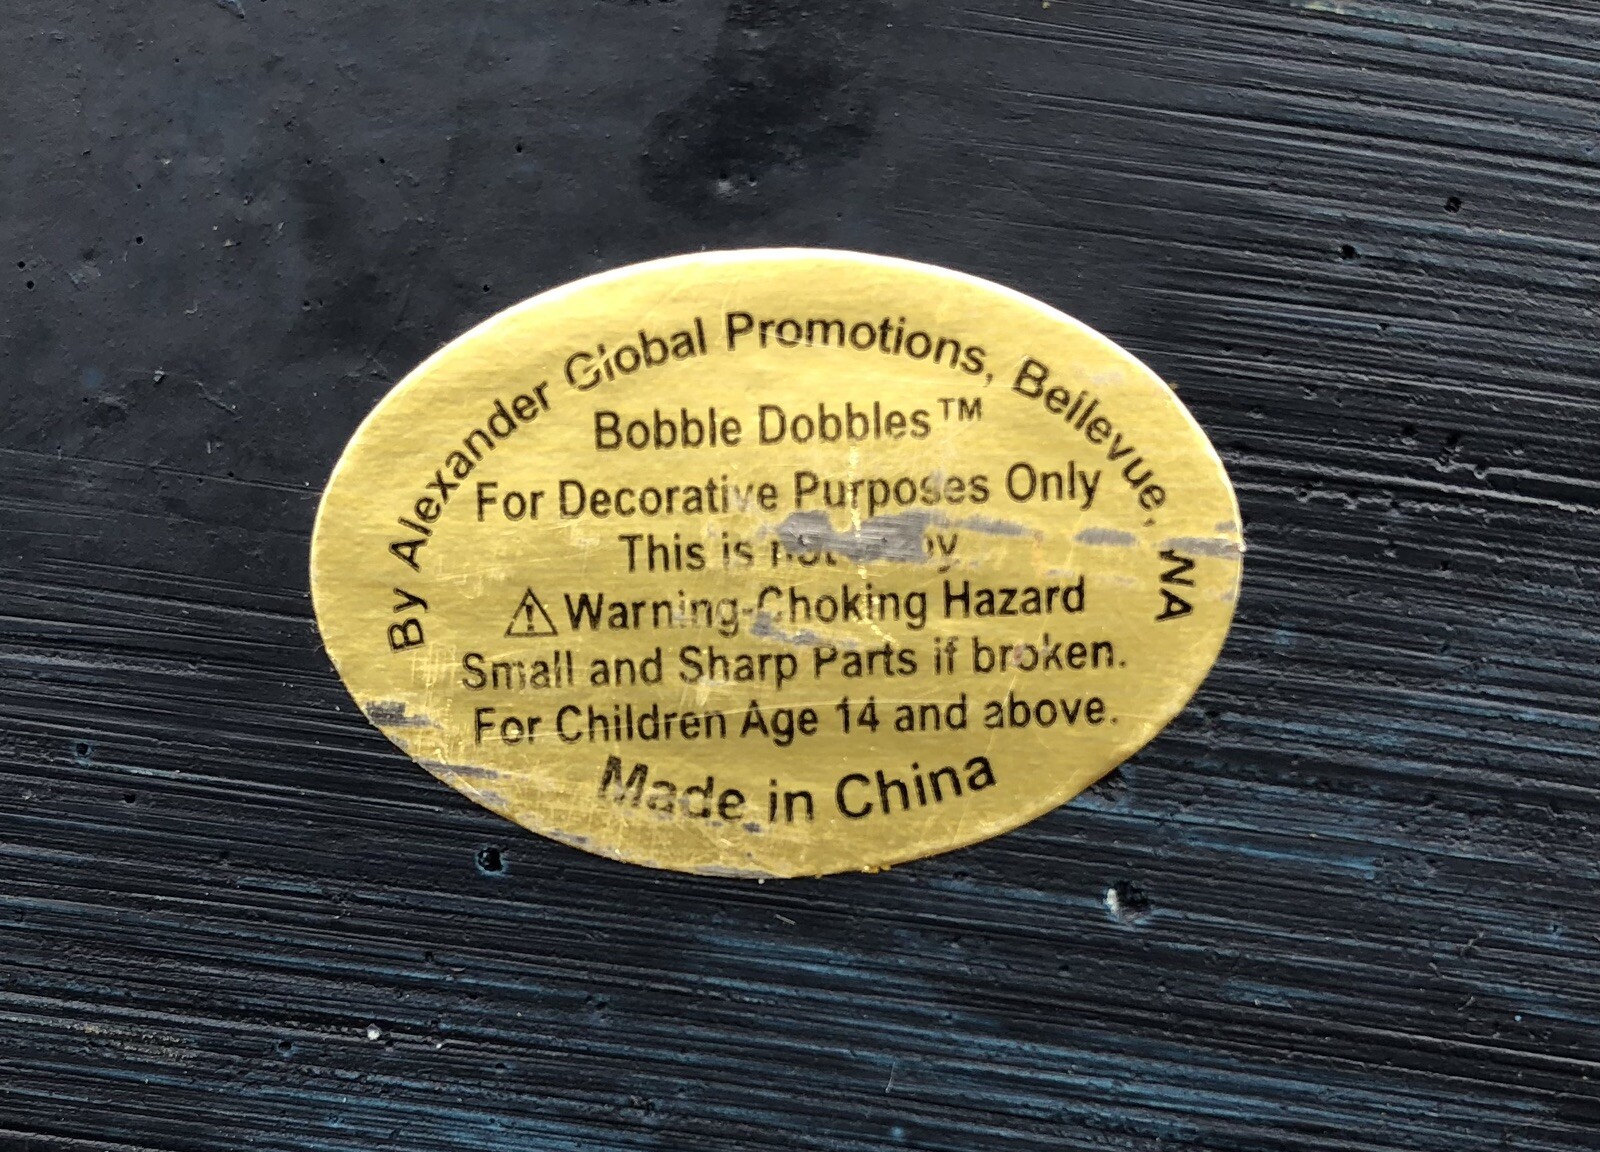 By Alexander Global Promotions, Bellevue, WA
Bobble Dobbles™
For Decorative Purposes Only
This is not
⚠ Warning-Choking Hazard
Small and Sharp Parts if broken.
For Children Age 14 and above.
Made in China